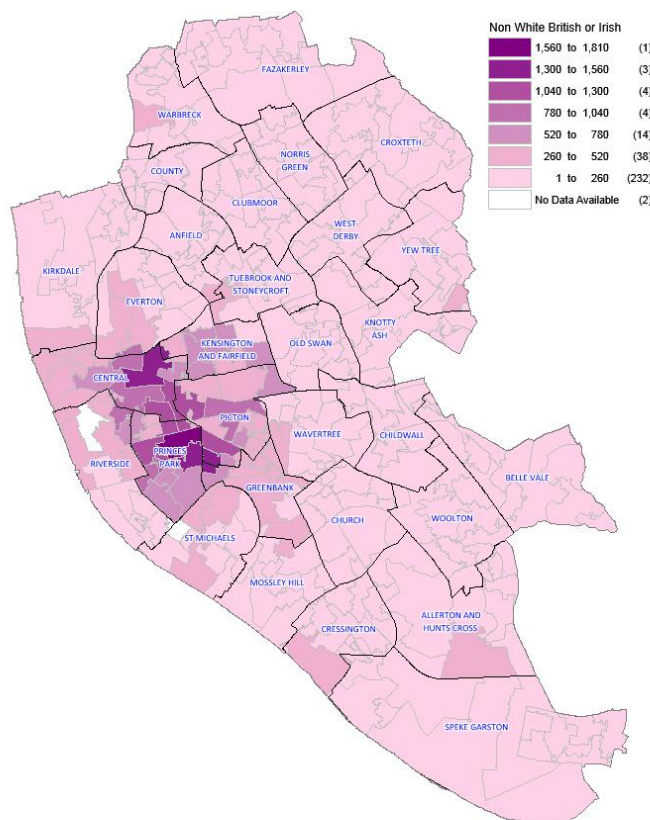 Non White British or Irish
1,560 to 1,810 (1)
1,300 to 1,560 (3)
1,040 to 1,300 (4)
780 to 1,040 (4)
520 to 780 (14)
260 to 520 (38)
1 to 260 (232)
No Data Available (2)
FAZAKERLEY
WARBRECK
CROXTETH
NORRIS
GREEN
COUNTY
CLUBMOOR
WEST
DERBY
ANFIELD
YEW TREE
KIRKDALE
TUEBROOK AND
STONEYCROFT
EVERTON
KNOTTY
ASH
KENSINGTON
AND FAIRFIELD
OLD SWAN
CENTRAL
PICTON
WAVERTREE
CHILDWALL
PRINCES
PARK
RIVERSIDE
BELLE VALE
GREENBANK
CHURCH
WOOLTON
ST MICHAELS
MOSSLEY HILL
ALLERTON AND
HUNTS CROSS
CRESSINGTON
SPEKE GARSTON